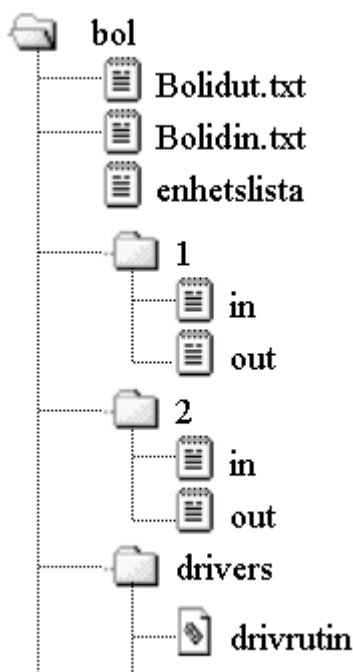 bol
Bolidut.txt
Bolidin.txt
enhetslista
1
in
out
2
in
out
drivers
drivrutin